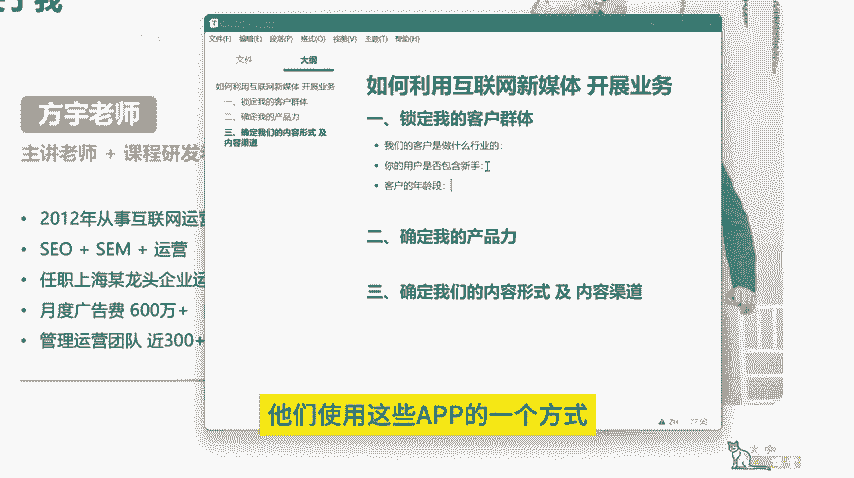 文件(F) 编辑(E) 段落(P) 格式(O) 视图(V) 主题(T) 帮助(H)
文件 大纲
如何利用互联网新媒体 开展业务
一、锁定我的客户群体
二、确定我的产品力
三、确定我们的内容形式 及
内容渠道
如何利用互联网新媒体 开展业务
一、锁定我的客户群体
• 我们的客户是做什么行业的：
• 你的用户是否包含新手：
• 客户的年龄段：
二、确定我的产品力
三、确定我们的内容形式 及 内容渠道
方宇老师
主讲老师 + 课程研发
• 2012年从事互联网运营
• SEO + SEM + 运营
• 任职上海某龙头企业运
• 月度广告费 600万+
• 管理运营团队 近300+
他们使用这些APP的一个方式